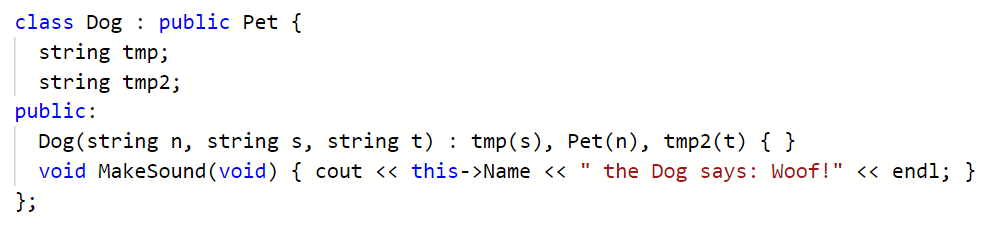 class Dog : public Pet {
  string tmp;
  string tmp2;
public:
  Dog(string n, string s, string t) : tmp(s), Pet(n), tmp2(t) { }
  void MakeSound(void) { cout << this->Name << " the Dog says: Woof!" << endl; }
};